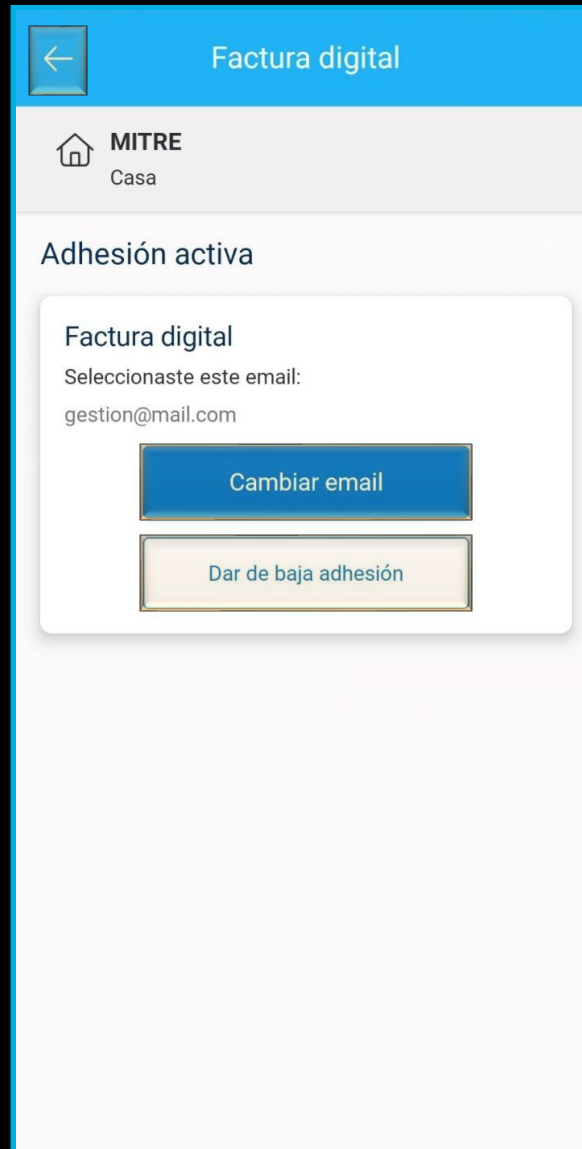 Factura digital
MITRE
Casa
Adhesión activa
Factura digital
Seleccionaste este email:
gestion@mail.com
Cambiar email
Dar de baja adhesión